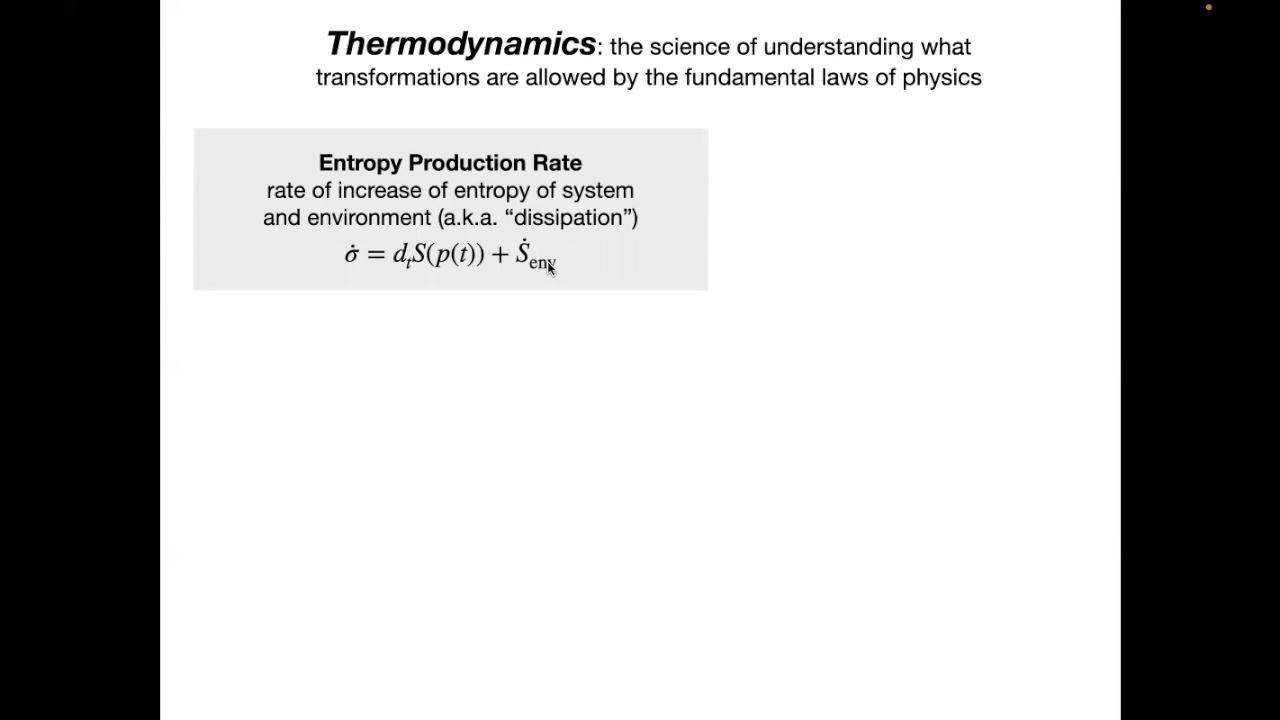 Thermodynamics: the science of understanding what
transformations are allowed by the fundamental laws of physics
Entropy Production Rate
rate of increase of entropy of system
and environment (a.k.a. “dissipation”)
σ̇ = dₜS(p(t)) + Ṡ_env